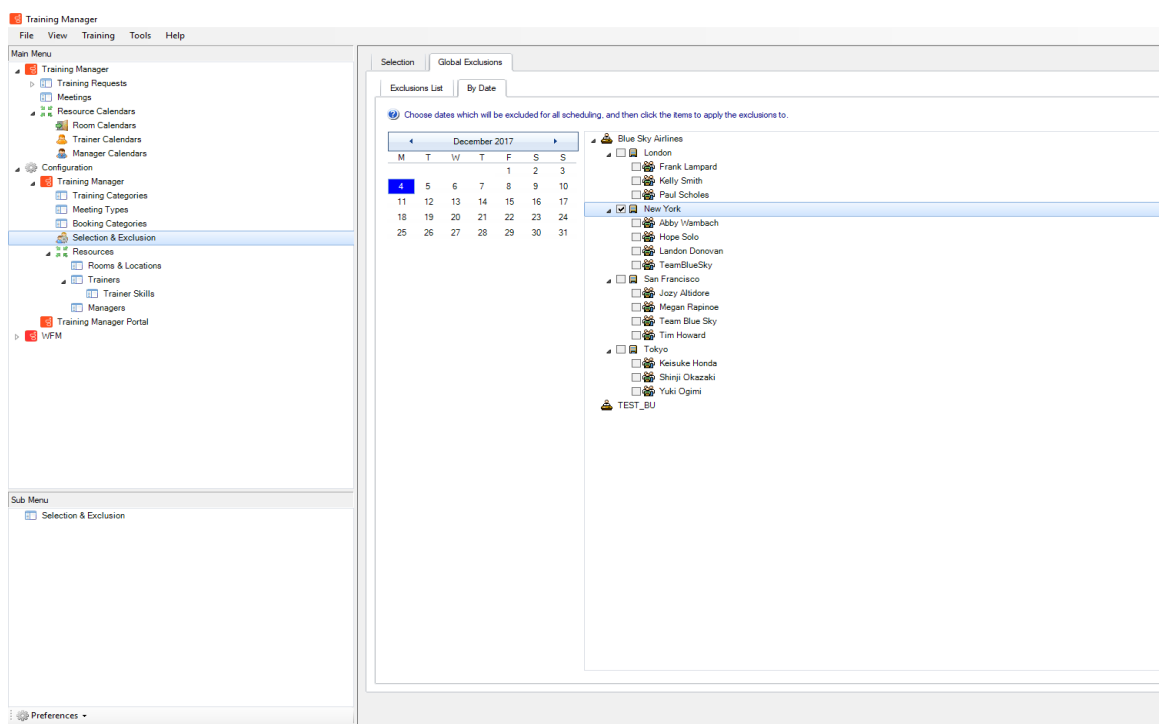 Training Manager
File View Training Tools Help
Main Menu
Training Manager
Training Requests
Meetings
Resource Calendars
Room Calendars
Trainer Calendars
Manager Calendars
Configuration
Training Manager
Training Categories
Meeting Types
Booking Categories
Selection & Exclusion
Resources
Rooms & Locations
Trainers
Trainer Skills
Managers
Training Manager Portal
WFM
Sub Menu
Selection & Exclusion
Preferences
Selection Global Exclusions
Exclusions List By Date
Choose dates which will be excluded for all scheduling, and then click the items to apply the exclusions to.
December 2017
M T W T F S S
1 2 3
4 5 6 7 8 9 10
11 12 13 14 15 16 17
18 19 20 21 22 23 24
25 26 27 28 29 30 31
Blue Sky Airlines
London
Frank Lampard
Kelly Smith
Paul Scholes
New York
Abby Wambach
Hope Solo
Landon Donovan
TeamBlueSky
San Francisco
Jozy Altidore
Megan Rapinoe
Team Blue Sky
Tim Howard
Tokyo
Keisuke Honda
Shinji Okazaki
Yuki Ogimi
TEST_BU